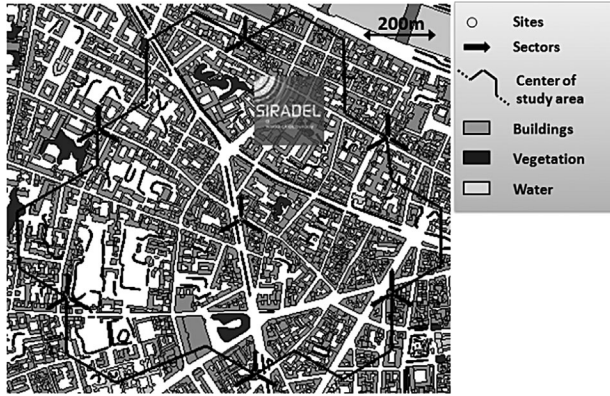 200m
SIRADEL
Sites
Sectors
Center of
study area
Buildings
Vegetation
Water